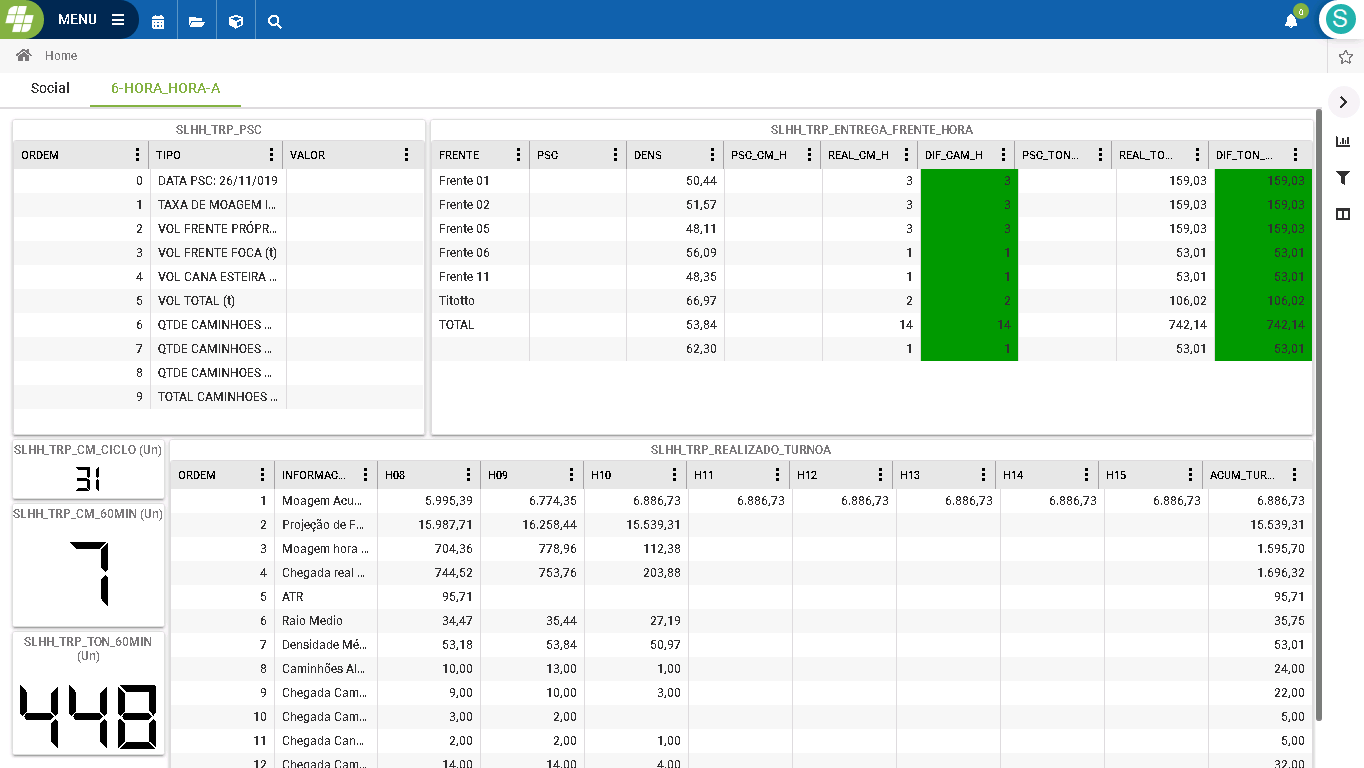 MENU
0
S
Home
Social 6-HORA_HORA-A
SLHH_TRP_PSC
ORDEM TIPO VALOR
0 DATA PSC: 26/11/019
1 TAXA DE MOAGEM I...
2 VOL FRENTE PRÓPR...
3 VOL FRENTE FOCA (t)
4 VOL CANA ESTEIRA ...
5 VOL TOTAL (t)
6 QTDE CAMINHOES ...
7 QTDE CAMINHOES ...
8 QTDE CAMINHOES ...
9 TOTAL CAMINHOES ...
SLHH_TRP_ENTREGA_FRENTE_HORA
FRENTE PSC DENS PSC_CM_H REAL_CM_H DIF_CAM_H PSC_TON... REAL_TO... DIF_TON_...
Frente 01 50,44 3 3 159,03 159,03
Frente 02 51,57 3 3 159,03 159,03
Frente 05 48,11 3 3 159,03 159,03
Frente 06 56,09 1 1 53,01 53,01
Frente 11 48,35 1 1 53,01 53,01
Titotto 66,97 2 2 106,02 106,02
TOTAL 53,84 14 14 742,14 742,14
62,30 1 1 53,01 53,01
SLHH_TRP_CM_CICLO (Un)
31
SLHH_TRP_CM_60MIN (Un)
7
SLHH_TRP_TON_60MIN
(Un)
448
SLHH_TRP_REALIZADO_TURNOA
ORDEM INFORMAC... H08 H09 H10 H11 H12 H13 H14 H15 ACUM_TUR...
1 Moagem Acu... 5.995,39 6.774,35 6.886,73 6.886,73 6.886,73 6.886,73 6.886,73 6.886,73 6.886,73
2 Projeção de F... 15.987,71 16.258,44 15.539,31 15.539,31
3 Moagem hora ... 704,36 778,96 112,38 1.595,70
4 Chegada real ... 744,52 753,76 203,88 1.696,32
5 ATR 95,71 95,71
6 Raio Medio 34,47 35,44 27,19 35,75
7 Densidade Mé... 53,18 53,84 50,97 53,01
8 Caminhões Al... 10,00 13,00 1,00 24,00
9 Chegada Cam... 9,00 10,00 3,00 22,00
10 Chegada Cam... 3,00 2,00 5,00
11 Chegada Can... 2,00 2,00 1,00 5,00
12 Chegada Cam... 14,00 14,00 4,00 32,00